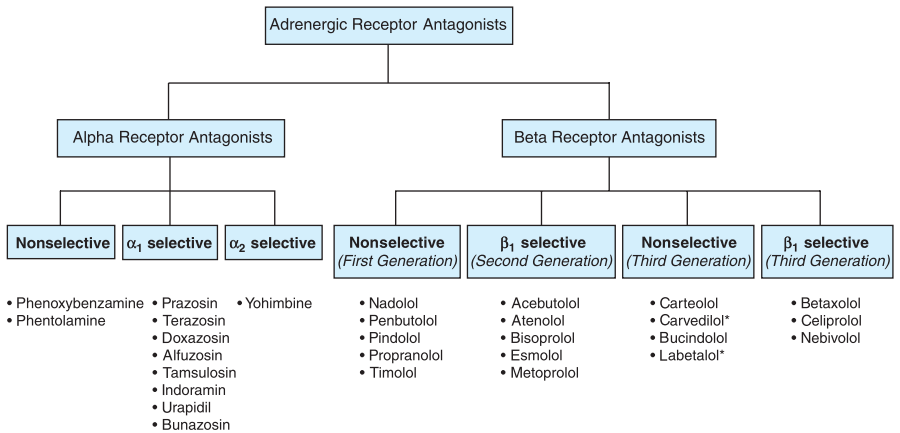 Adrenergic Receptor Antagonists
Alpha Receptor Antagonists
Beta Receptor Antagonists
Nonselective
α1 selective
α2 selective
Nonselective
(First Generation)
β1 selective
(Second Generation)
Nonselective
(Third Generation)
β1 selective
(Third Generation)
• Phenoxybenzamine
• Phentolamine
• Prazosin
• Terazosin
• Doxazosin
• Alfuzosin
• Tamsulosin
• Indoramin
• Urapidil
• Bunazosin
• Yohimbine
• Nadolol
• Penbutolol
• Pindolol
• Propranolol
• Timolol
• Acebutolol
• Atenolol
• Bisoprolol
• Esmolol
• Metoprolol
• Carteolol
• Carvedilol*
• Bucindolol
• Labetalol*
• Betaxolol
• Celiprolol
• Nebivolol